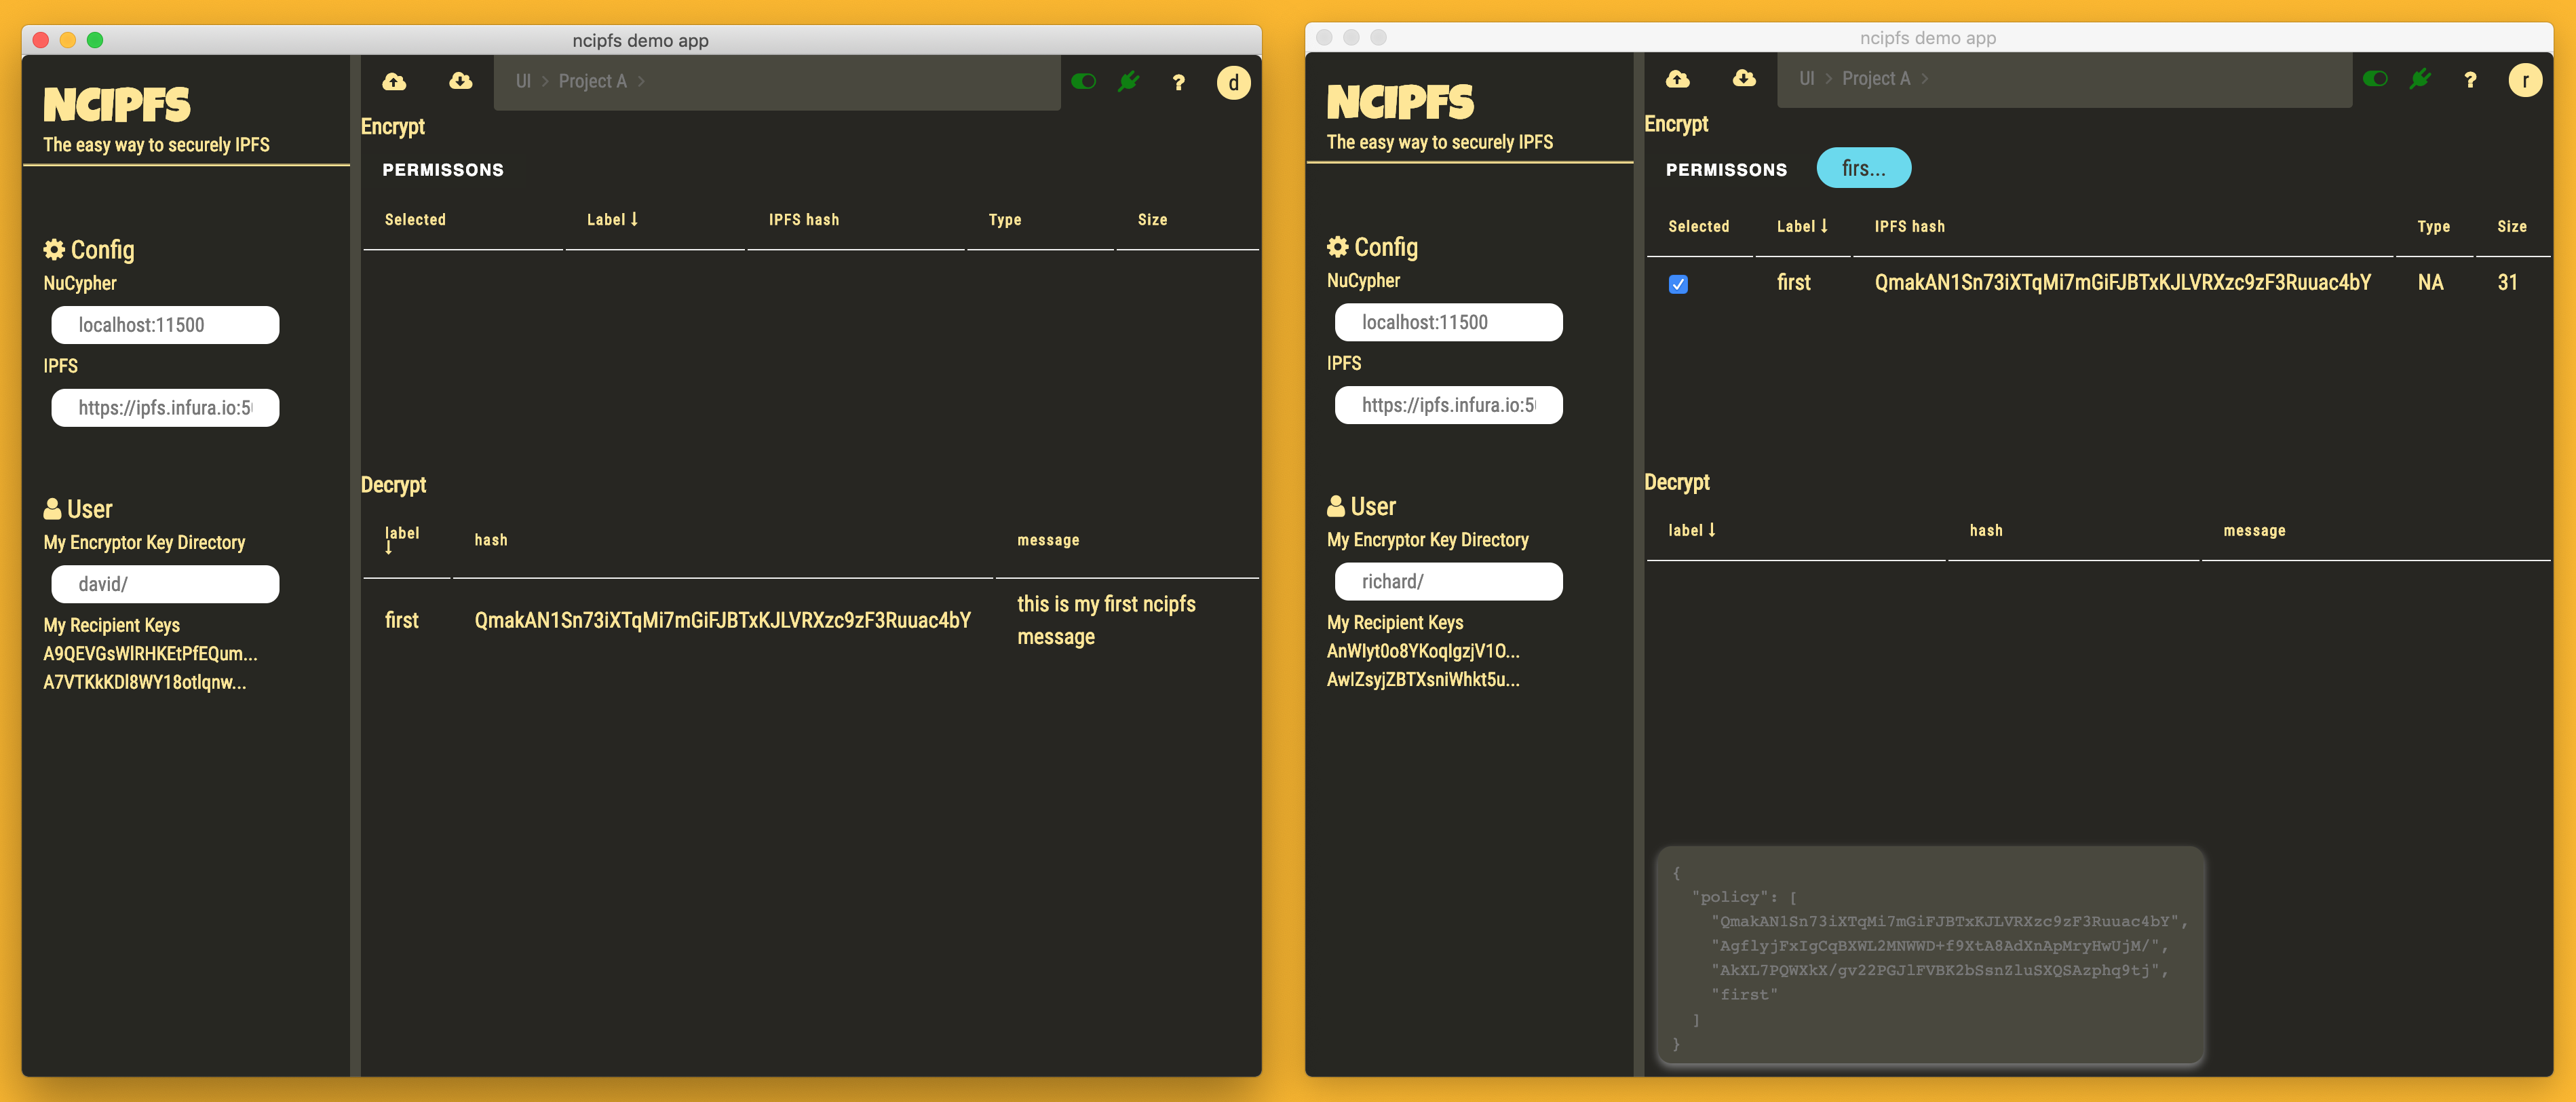 ncipfs demo app
NCIPFS
The easy way to securely IPFS
Config
NuCypher
localhost:11500
IPFS
https://ipfs.infura.io:5
User
My Encryptor Key Directory
david/
My Recipient Keys
A9QEVGsWlRHKEtPfEQum...
A7VTKkKDl8WY18otlqnw...
UI > Project A >
? d
Encrypt
PERMISSONS
Selected Label ↓ IPFS hash Type Size
Decrypt
label ↓ hash message
first QmakAN1Sn73iXTqMi7mGiFJBTxKJLVRXzc9zF3Ruuac4bY this is my first ncipfs
message
ncipfs demo app
NCIPFS
The easy way to securely IPFS
Config
NuCypher
localhost:11500
IPFS
https://ipfs.infura.io:5
User
My Encryptor Key Directory
richard/
My Recipient Keys
AnWIyt0o8YKoqIgzjV1O...
AwIZsyjZBTXsniWhkt5u...
UI > Project A >
? r
Encrypt
PERMISSONS firs...
Selected Label ↓ IPFS hash Type Size
first QmakAN1Sn73iXTqMi7mGiFJBTxKJLVRXzc9zF3Ruuac4bY NA 31
Decrypt
label ↓ hash message
{
"policy": [
"QmakAN1Sn73iXTqMi7mGiFJBTxKJLVRXzc9zF3Ruuac4bY",
"AgflyjFxIgCqBXWL2MNWWD+f9XtA8AdXnApMryHwUjM/",
"AkXL7PQWXkX/gv22PGJlFVBK2bSsnZluSXQSAzphq9tj",
"first"
]
}